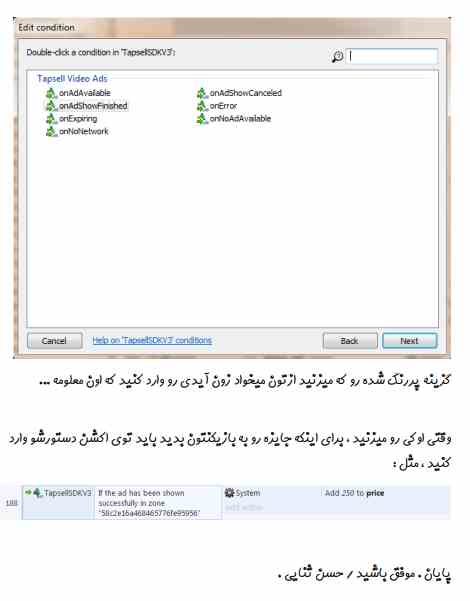 Edit condition
Double-click a condition in 'TapsellSDKV3':
Tapsell Video Ads
onAdAvailable
onAdShowCanceled
onAdShowFinished
onError
onExpiring
onNoAdAvailable
onNoNetwork
Cancel
Help on 'TapsellSDKV3' conditions
Back
Next
گزینه پررنگ شده رو که میزنید ازتون میخواد زون آیدی رو وارد کنید که اون معلومه ...
وقتی اوکی رو میزنید ، برای اینکه جایزه رو به بازیکنتون بدید باید توی اکشن دستورشو وارد
کنید ، مثل :
188
TapsellSDKV3
If the ad has been shown
successfully in zone
"58c2e16a468465776fe95956"
System
Add 250 to price
Add action
پایان . موفق باشید / حسن ثنایی .